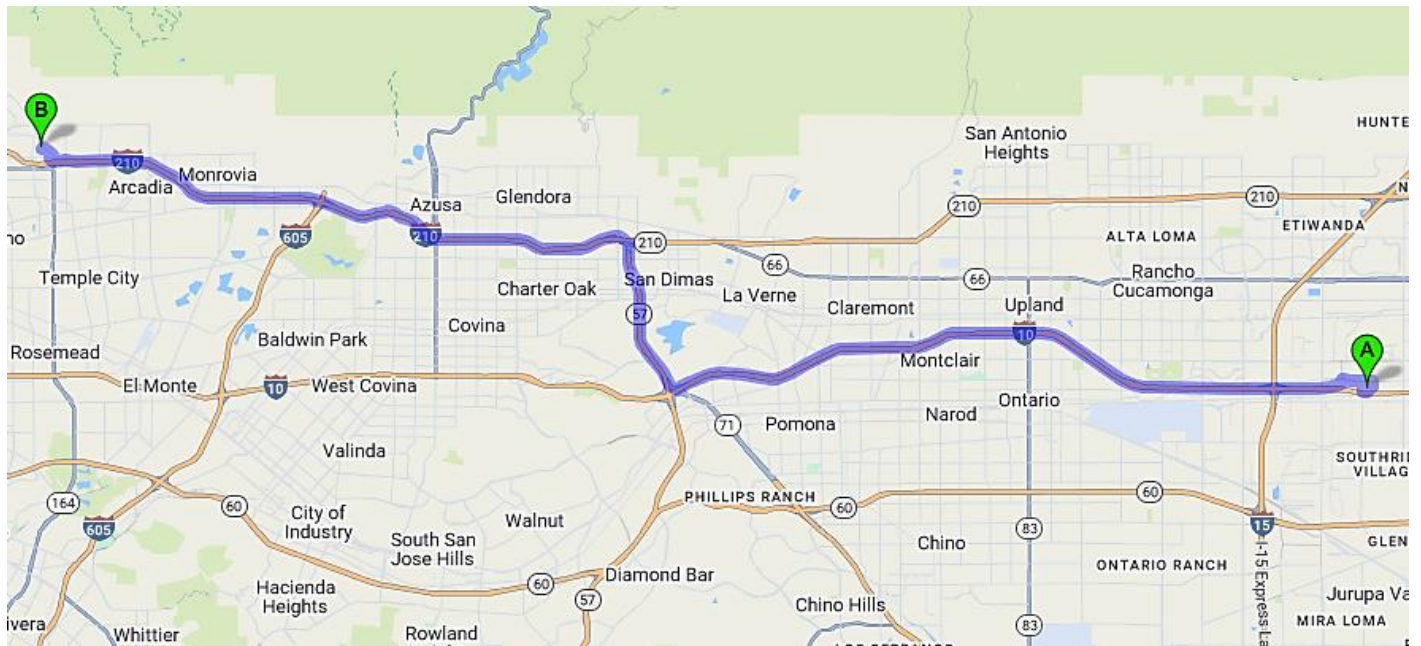 B
HUNTE
San Antonio
Heights
210
Monrovia
Arcadia
Glendora
Azusa
210
210
N
ETIWANDA
605
210
210
ALTA LOMA
no
66
Temple City
San Dimas
66
Rancho
Cucamonga
Charter Oak
La Verne
Claremont
Upland
57
Covina
10
Baldwin Park
Rosemead
Montclair
A
El Monte
10
West Covina
Ontario
Narod
71
Pomona
Valinda
SOUTHRID
VILLAG
164
60
PHILLIPS RANCH
60
60
City of
Industry
Walnut
605
15
83
South San
Jose Hills
Chino
GLEN
I-15 Express La
ONTARIO RANCH
60
Diamond Bar
Hacienda
Heights
57
Chino Hills
Jurupa Va
MIRA LOMA
ivera
Whittier
Rowland
83